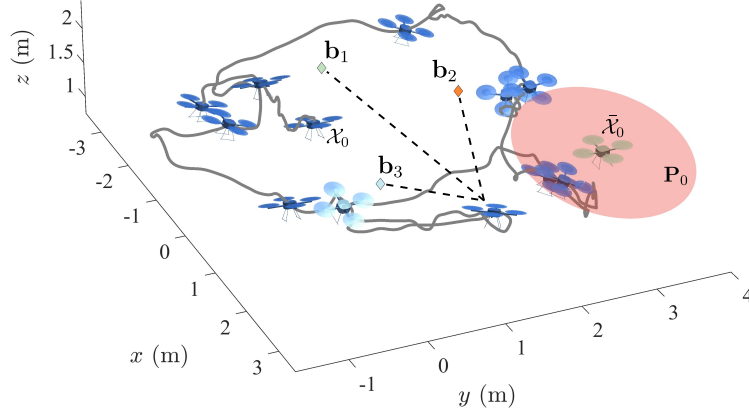 2
1.5
1
z (m)
b₁
b₂
b₃
𝒳₀
𝒳̄₀
P₀
-3
-2
-1
0
1
2
3
x (m)
-1
0
1
2
3
4
y (m)